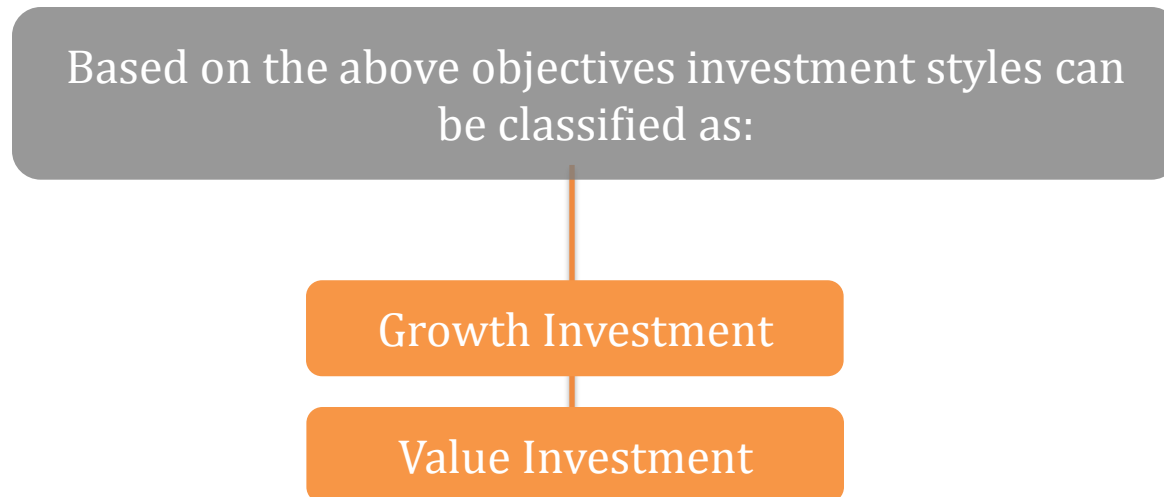 Based on the above objectives investment styles can
be classified as:
Growth Investment
Value Investment